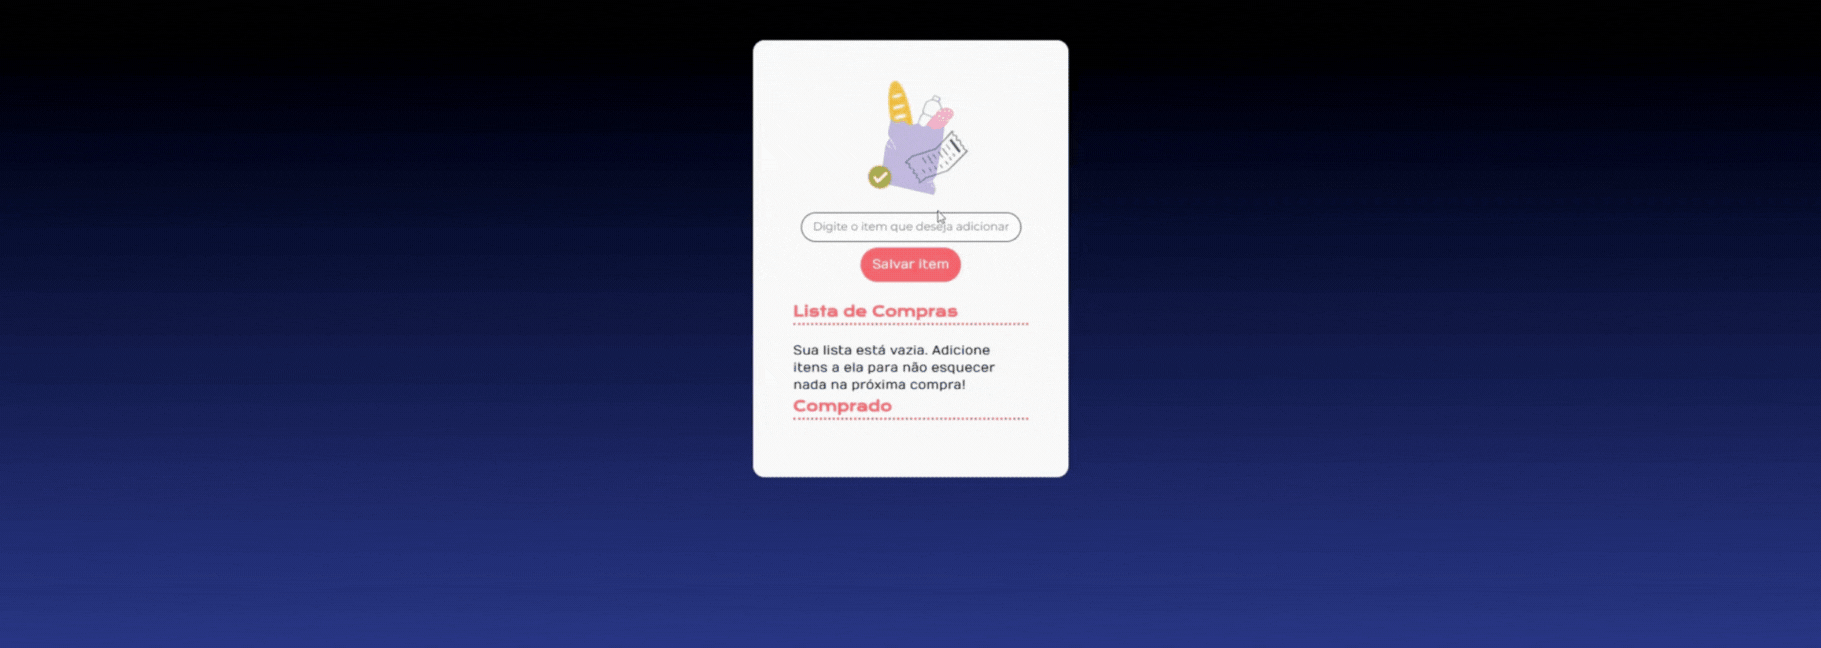 Digite o item que deseja adicionar
Salvar item
Lista de Compras
Sua lista está vazia. Adicione
itens a ela para não esquecer
nada na próxima compra!
Comprado